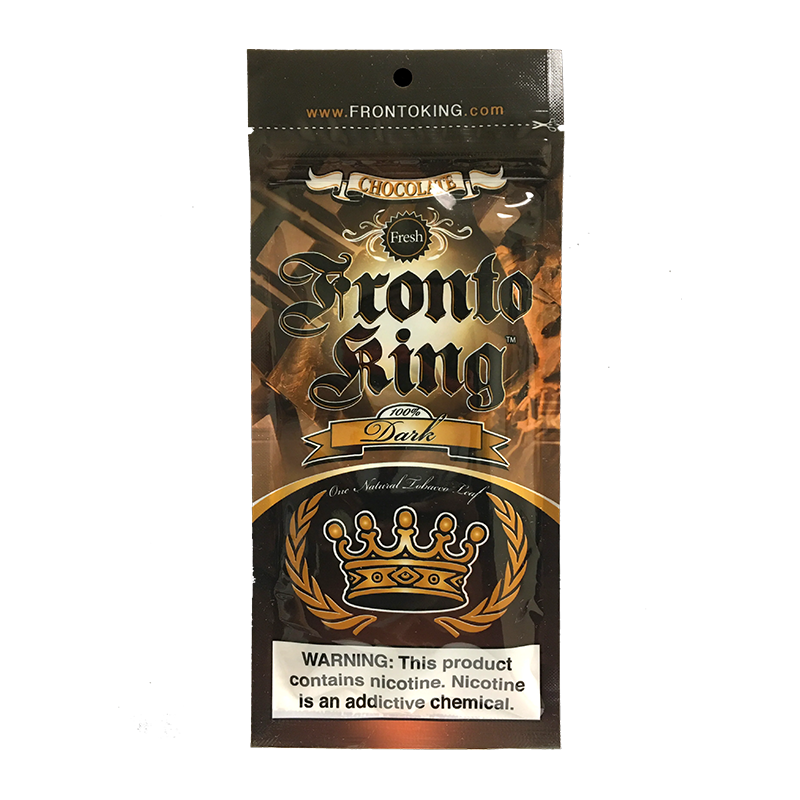 www.FRONTOKING.com
CHOCOLATE
Fresh
Fronto
King™
100%
Dark
One Natural Tobacco Leaf
WARNING: This product
contains nicotine. Nicotine
is an addictive chemical.